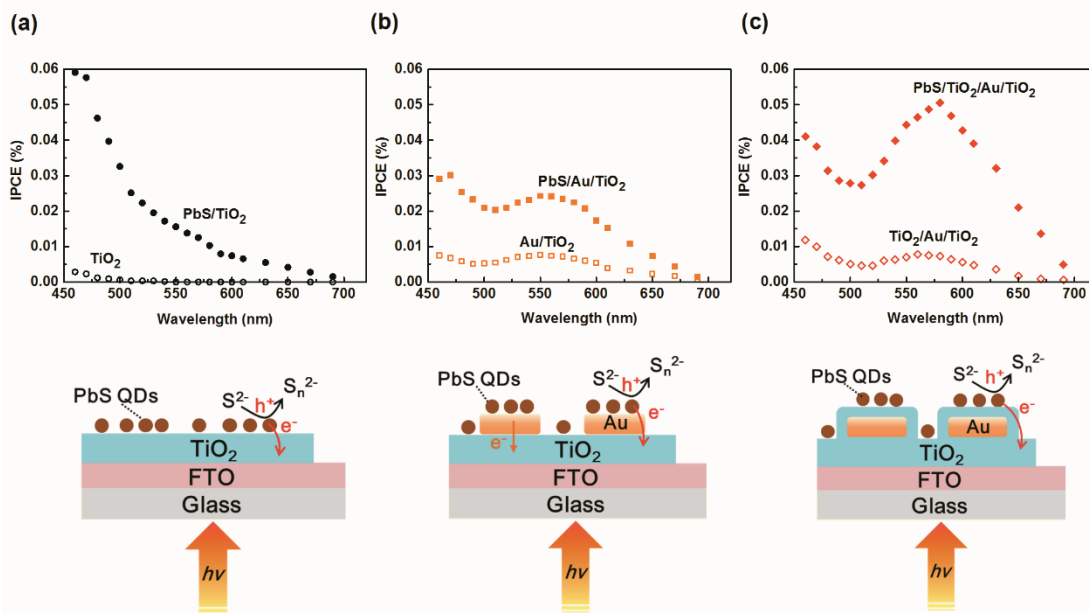 (a)
0.06
0.05
0.04
0.03
0.02
0.01
0.00
IPCE (%)
PbS/TiO₂
TiO₂
450 500 550 600 650 700
Wavelength (nm)
(b)
0.06
0.05
0.04
0.03
0.02
0.01
0.00
IPCE (%)
PbS/Au/TiO₂
Au/TiO₂
450 500 550 600 650 700
Wavelength (nm)
(c)
0.06
0.05
0.04
0.03
0.02
0.01
0.00
IPCE (%)
PbS/TiO₂/Au/TiO₂
TiO₂/Au/TiO₂
450 500 550 600 650 700
Wavelength (nm)
PbS QDs
S²⁻
h⁺
Sₙ²⁻
e⁻
TiO₂
FTO
Glass
hν
PbS QDs
S²⁻
h⁺
Sₙ²⁻
e⁻
Au
e⁻
TiO₂
FTO
Glass
hν
PbS QDs
S²⁻
h⁺
Sₙ²⁻
e⁻
Au
TiO₂
FTO
Glass
hν